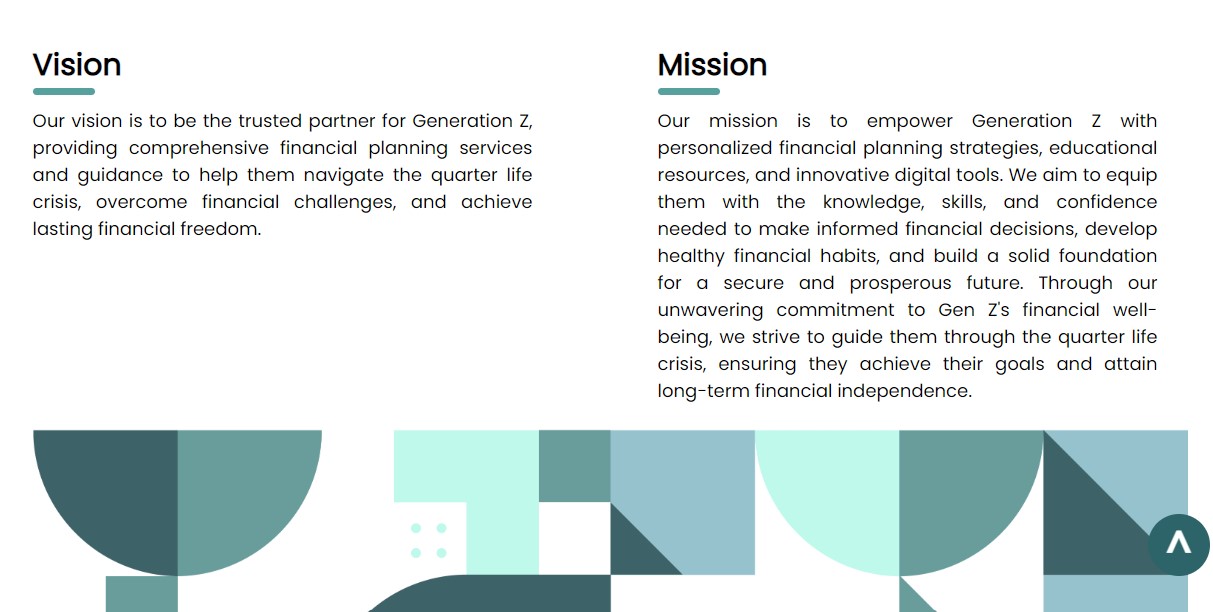 Vision
Our vision is to be the trusted partner for Generation Z,
providing comprehensive financial planning services
and guidance to help them navigate the quarter life
crisis, overcome financial challenges, and achieve
lasting financial freedom.
Mission
Our mission is to empower Generation Z with
personalized financial planning strategies, educational
resources, and innovative digital tools. We aim to equip
them with the knowledge, skills, and confidence
needed to make informed financial decisions, develop
healthy financial habits, and build a solid foundation
for a secure and prosperous future. Through our
unwavering commitment to Gen Z's financial well-
being, we strive to guide them through the quarter life
crisis, ensuring they achieve their goals and attain
long-term financial independence.